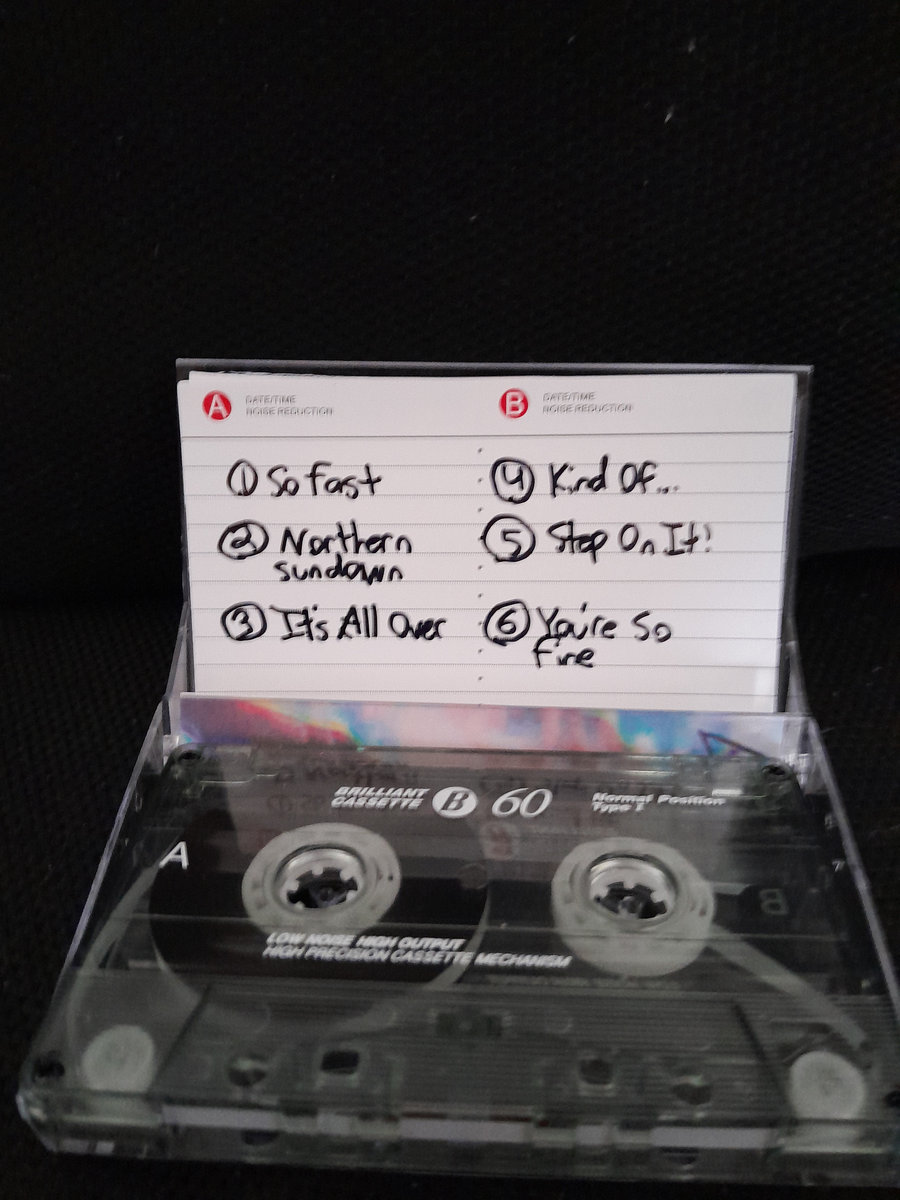 A DATE/TIME
NOISE REDUCTION
B DATE/TIME
NOISE REDUCTION
① So Fast
② Northern
sundown
③ It's All Over
④ Kind Of...
⑤ Step On It!
⑥ You're So
fine
BRILLIANT
CASSETTE B 60
Normal Position
Type I
A
B
LOW NOISE HIGH OUTPUT
HIGH PRECISION CASSETTE MECHANISM